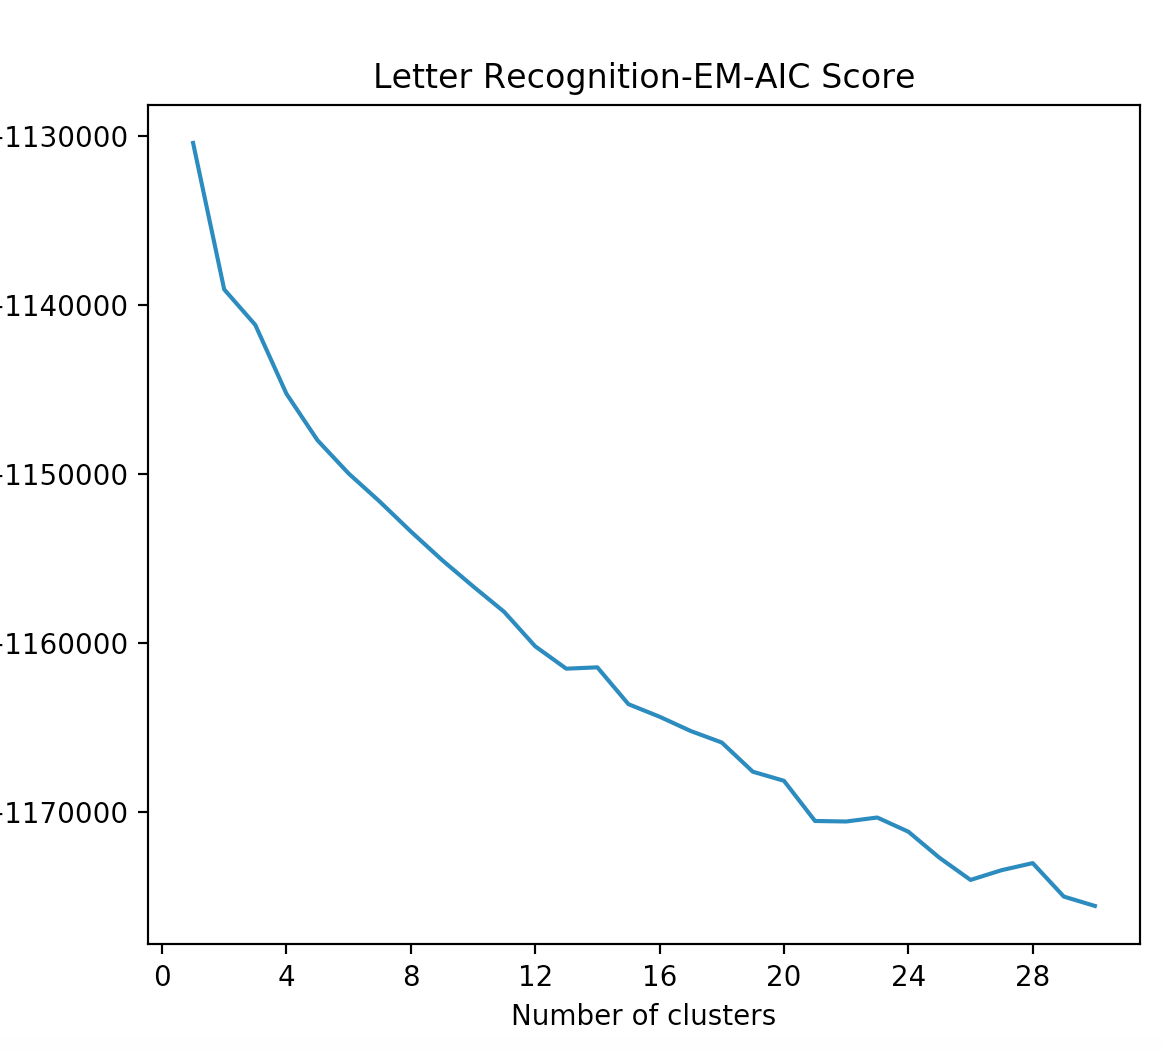 Letter Recognition-EM-AIC Score
-1130000
-1140000
-1150000
-1160000
-1170000
0 4 8 12 16 20 24 28
Number of clusters